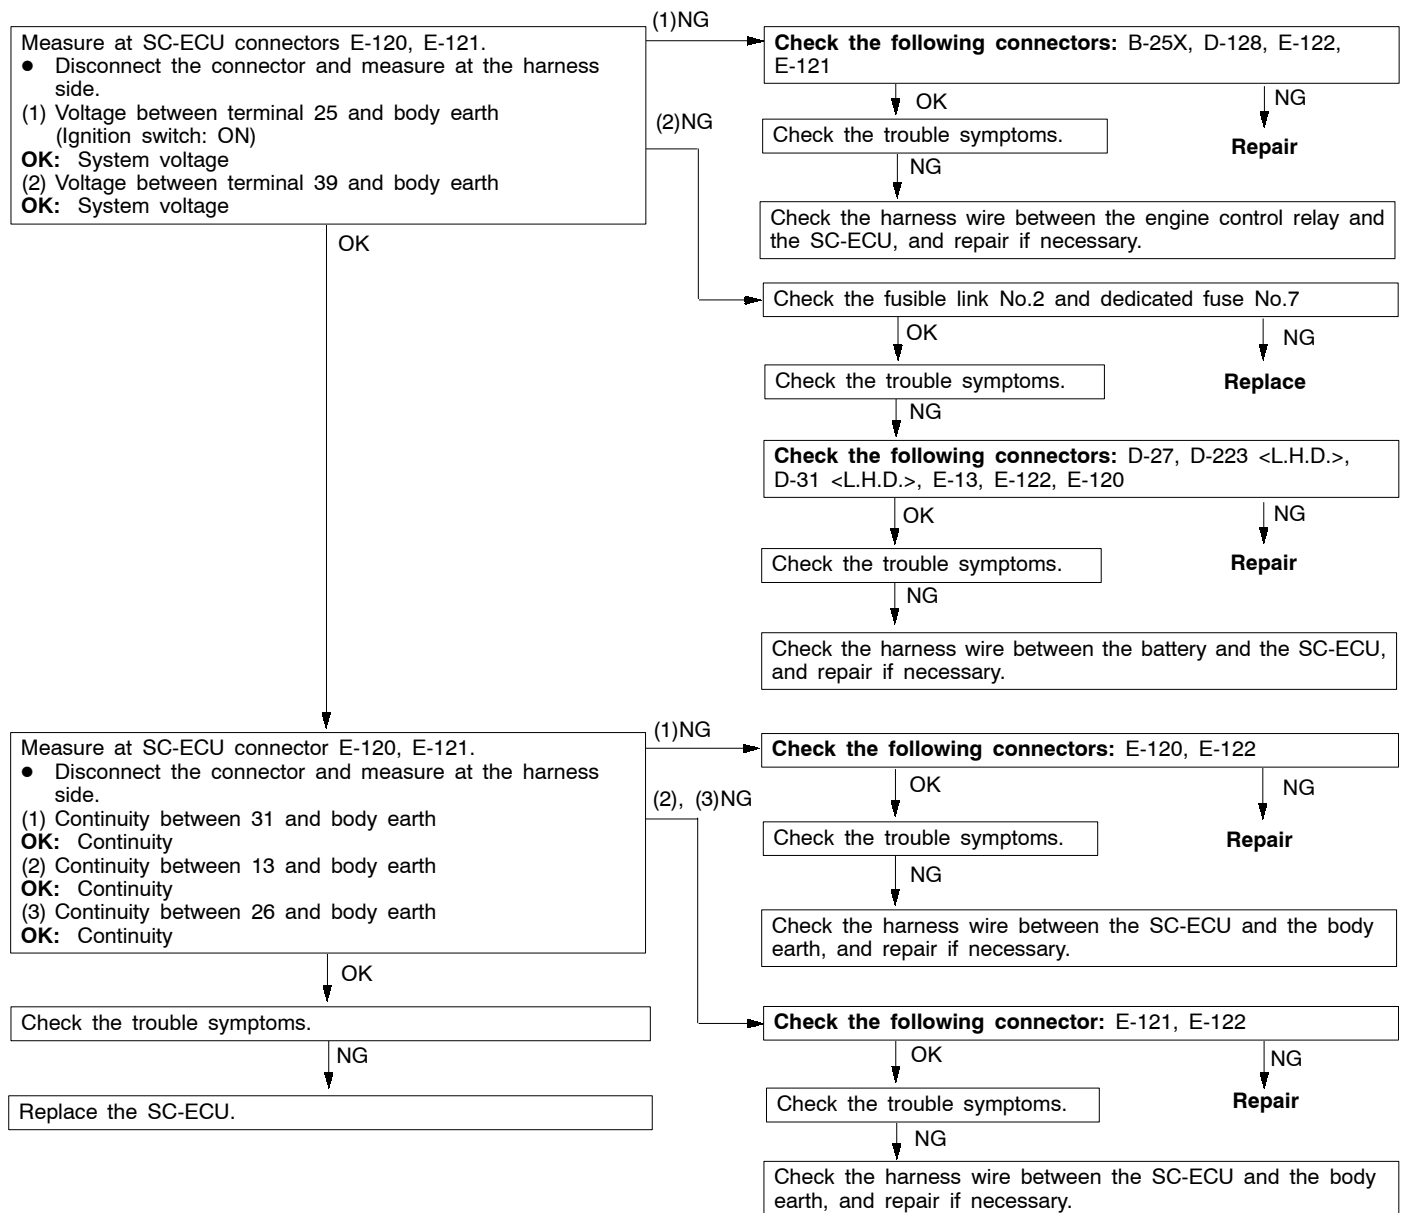 (1)NG
Measure at SC-ECU connectors E-120, E-121.
● Disconnect the connector and measure at the harness
side.
(1) Voltage between terminal 25 and body earth
(Ignition switch: ON)
OK: System voltage
(2) Voltage between terminal 39 and body earth
OK: System voltage
(2)NG
OK
Check the following connectors: B-25X, D-128, E-122,
E-121
OK
NG
Check the trouble symptoms.
Repair
NG
Check the harness wire between the engine control relay and
the SC-ECU, and repair if necessary.
Check the fusible link No.2 and dedicated fuse No.7
OK
NG
Check the trouble symptoms.
Replace
NG
Check the following connectors: D-27, D-223 <L.H.D.>,
D-31 <L.H.D.>, E-13, E-122, E-120
OK
NG
Check the trouble symptoms.
Repair
NG
Check the harness wire between the battery and the SC-ECU,
and repair if necessary.
Measure at SC-ECU connector E-120, E-121.
● Disconnect the connector and measure at the harness
side.
(1) Continuity between 31 and body earth
OK: Continuity
(2) Continuity between 13 and body earth
OK: Continuity
(3) Continuity between 26 and body earth
OK: Continuity
(1)NG
(2), (3)NG
OK
Check the trouble symptoms.
NG
Replace the SC-ECU.
Check the following connectors: E-120, E-122
OK
NG
Check the trouble symptoms.
Repair
NG
Check the harness wire between the SC-ECU and the body
earth, and repair if necessary.
Check the following connector: E-121, E-122
OK
NG
Check the trouble symptoms.
Repair
NG
Check the harness wire between the SC-ECU and the body
earth, and repair if necessary.